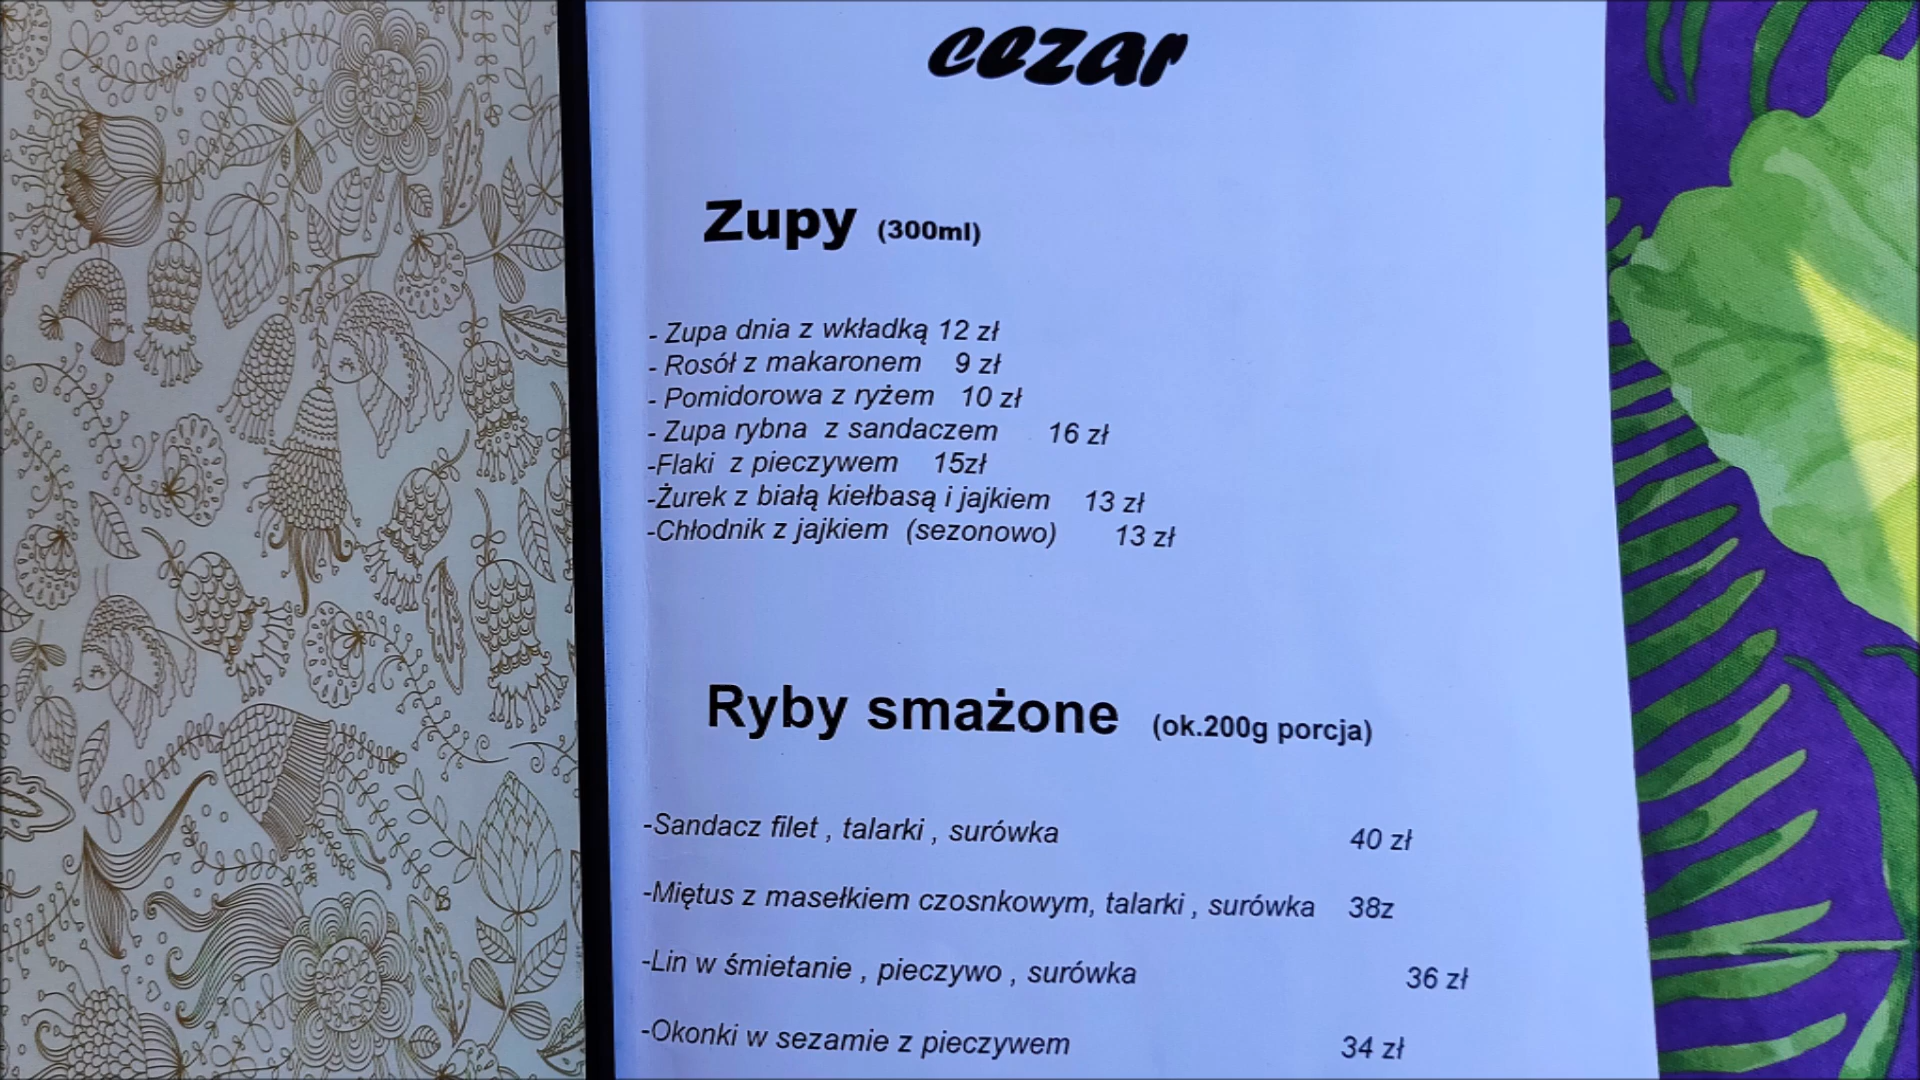 cezar
Zupy (300ml)
- Zupa dnia z wkładką 12 zł
- Rosół z makaronem 9 zł
- Pomidorowa z ryżem 10 zł
- Zupa rybna z sandaczem 16 zł
-Flaki z pieczywem 15zł
-Żurek z białą kiełbasą i jajkiem 13 zł
-Chłodnik z jajkiem (sezonowo) 13 zł
Ryby smażone (ok.200g porcja)
-Sandacz filet , talarki , surówka 40 zł
-Miętus z masełkiem czosnkowym, talarki , surówka 38z
-Lin w śmietanie , pieczywo , surówka 36 zł
-Okonki w sezamie z pieczywem 34 zł